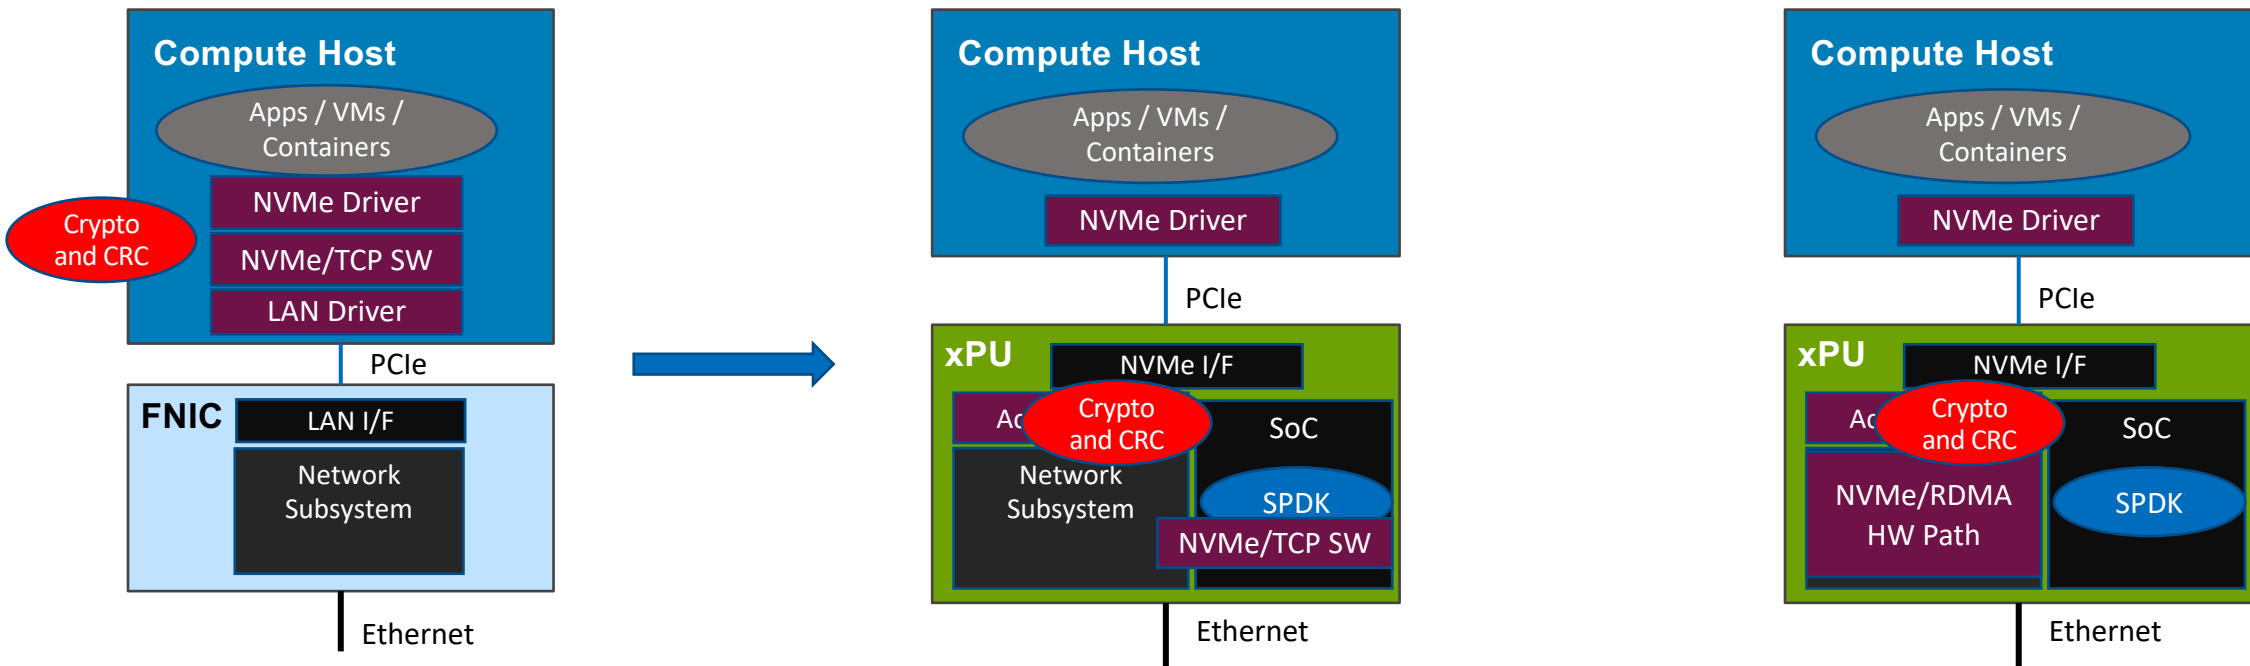 Compute Host
Apps / VMs /
Containers
NVMe Driver
Crypto
and CRC
NVMe/TCP SW
LAN Driver
PCIe
FNIC
LAN I/F
Network
Subsystem
Ethernet
Compute Host
Apps / VMs /
Containers
NVMe Driver
PCIe
xPU
NVMe I/F
Crypto
and CRC
SoC
Network
Subsystem
SPDK
NVMe/TCP SW
Ethernet
Compute Host
Apps / VMs /
Containers
NVMe Driver
PCIe
xPU
NVMe I/F
Crypto
and CRC
SoC
NVMe/RDMA
HW Path
SPDK
Ethernet